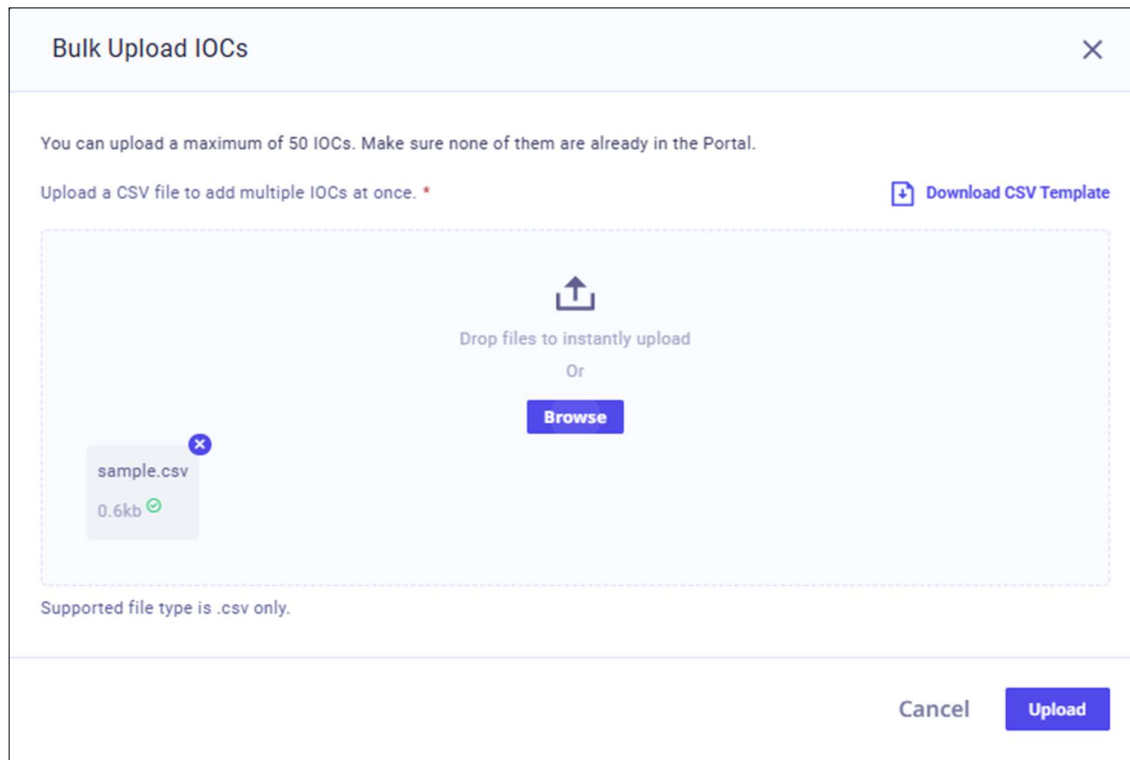 Bulk Upload IOCs
You can upload a maximum of 50 IOCs. Make sure none of them are already in the Portal.
Upload a CSV file to add multiple IOCs at once. *
Download CSV Template
Drop files to instantly upload
Or
Browse
sample.csv
0.6kb
Supported file type is .csv only.
Cancel
Upload